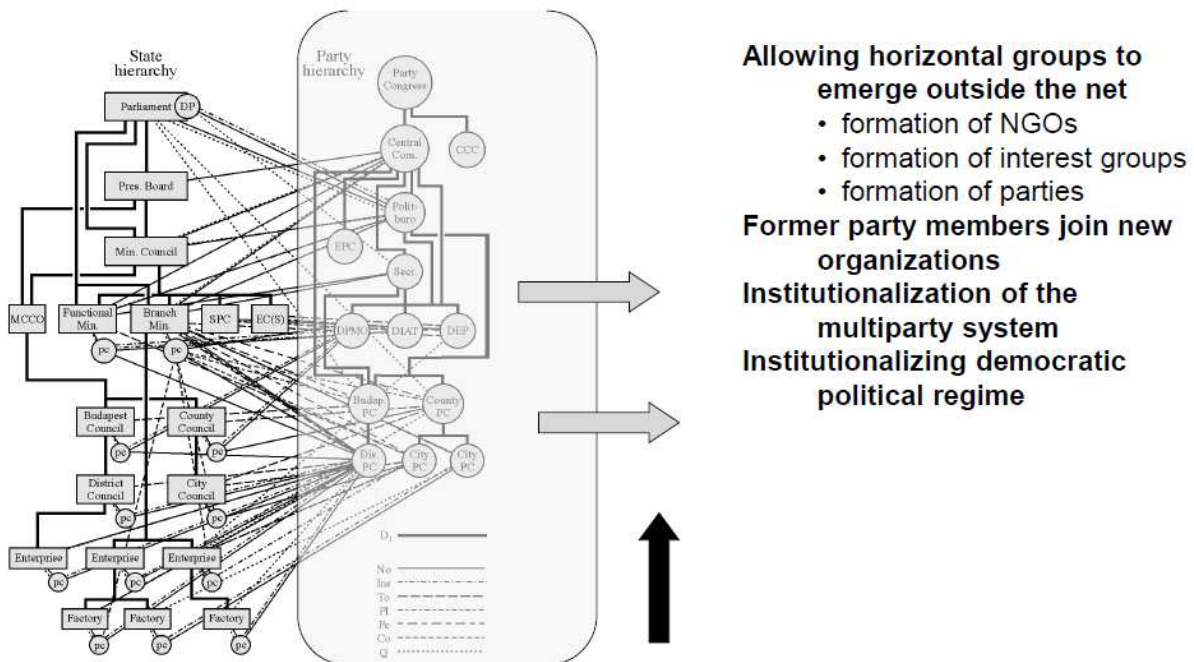 State
hierarchy
Parliament
DP
Pres. Board
Min. Council
MCCO
Functional
Min.
Branch
Min.
SPC
EC(S)
pc
pc
Budapest
Council
County
Council
pc
pc
District
Council
City
Council
pc
pc
Enterprise
Enterprise
Enterprise
pc
pc
pc
Factory
Factory
Factory
pc
pc
pc
Party
hierarchy
Party
Congress
Central
Com.
CCC
Polit-
buro
EPC
Secr.
DPMO
DIAT
DEP
Budap.
PC
County
PC
Dis.
PC
City
PC
City
PC
D₁
No
Ins
To
Pl
Pe
Co
Q
Allowing horizontal groups to
emerge outside the net
• formation of NGOs
• formation of interest groups
• formation of parties
Former party members join new
organizations
Institutionalization of the
multiparty system
Institutionalizing democratic
political regime